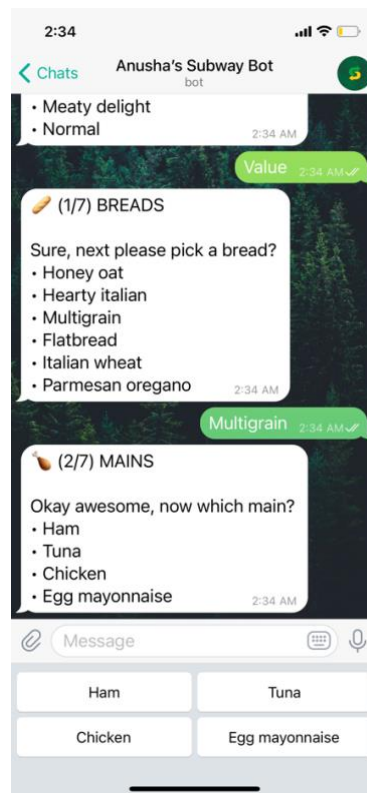 2:34
Chats
Anusha's Subway Bot
bot
• Meaty delight
• Normal
2:34 AM
Value 2:34 AM
(1/7) BREADS
Sure, next please pick a bread?
• Honey oat
• Hearty italian
• Multigrain
• Flatbread
• Italian wheat
• Parmesan oregano
2:34 AM
Multigrain 2:34 AM
(2/7) MAINS
Okay awesome, now which main?
• Ham
• Tuna
• Chicken
• Egg mayonnaise
2:34 AM
Message
Ham
Tuna
Chicken
Egg mayonnaise